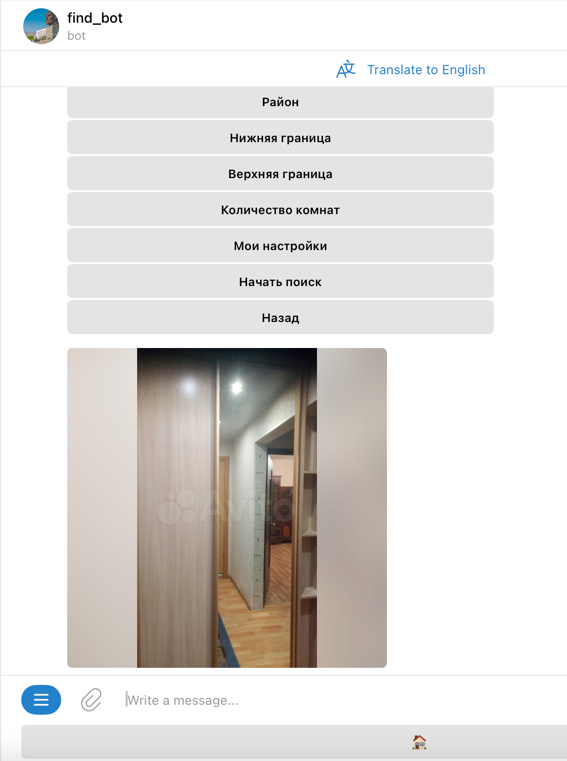 find_bot
bot
Translate to English
Район
Нижняя граница
Верхняя граница
Количество комнат
Мои настройки
Начать поиск
Назад
Avito
Write a message...